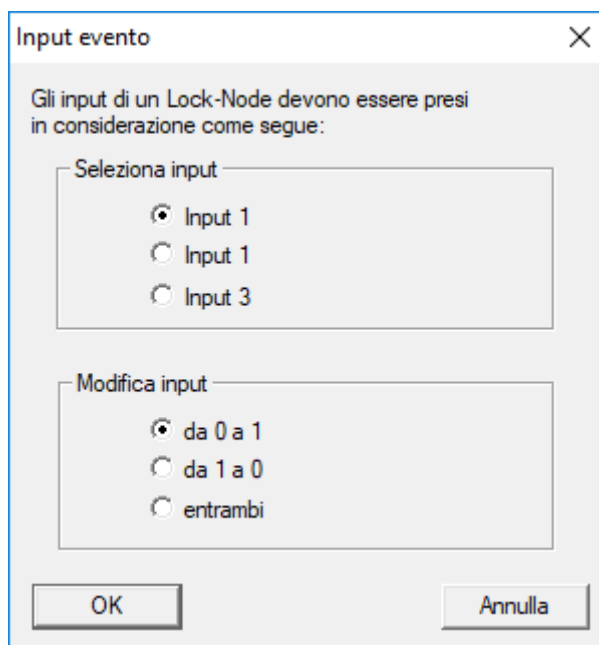 Input evento
Gli input di un Lock-Node devono essere presi
in considerazione come segue:
Seleziona input
Input 1
Input 1
Input 3
Modifica input
da 0 a 1
da 1 a 0
entrambi
OK
Annulla